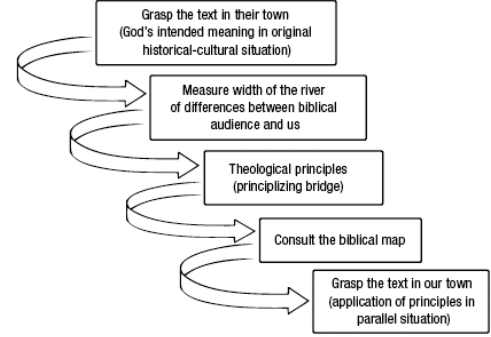 Grasp the text in their town
(God's intended meaning in original
historical-cultural situation)
Measure width of the river
of differences between biblical
audience and us
Theological principles
(principlizing bridge)
Consult the biblical map
Grasp the text in our town
(application of principles in
parallel situation)